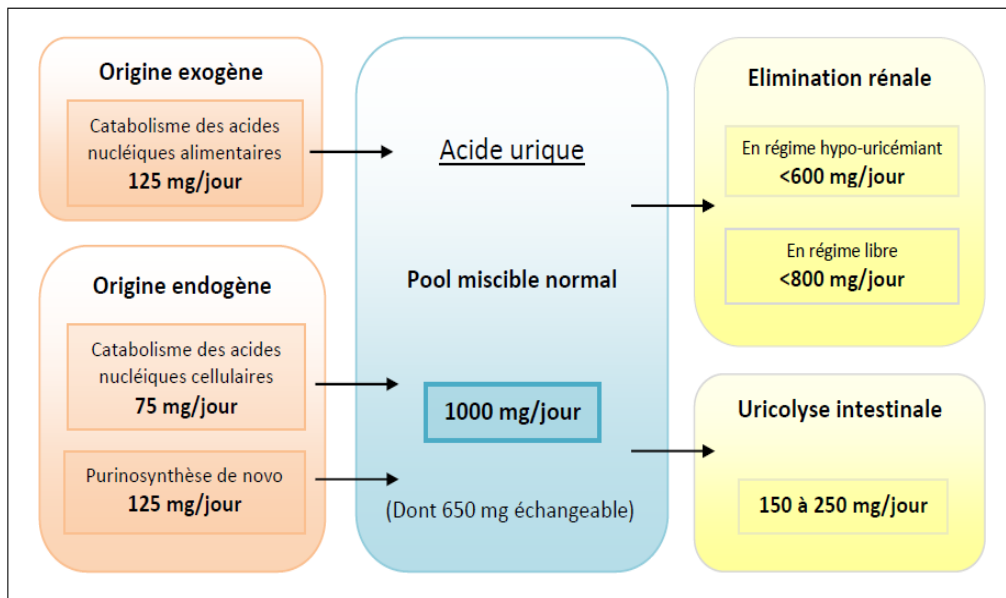 Origine exogène
Catabolisme des acides
nucléiques alimentaires
125 mg/jour
Origine endogène
Catabolisme des acides
nucléiques cellulaires
75 mg/jour
Purinosynthèse de novo
125 mg/jour
Acide urique
Pool miscible normal
1000 mg/jour
(Dont 650 mg échangeable)
Elimination rénale
En régime hypo-uricémiant
<600 mg/jour
En régime libre
<800 mg/jour
Uricolyse intestinale
150 à 250 mg/jour